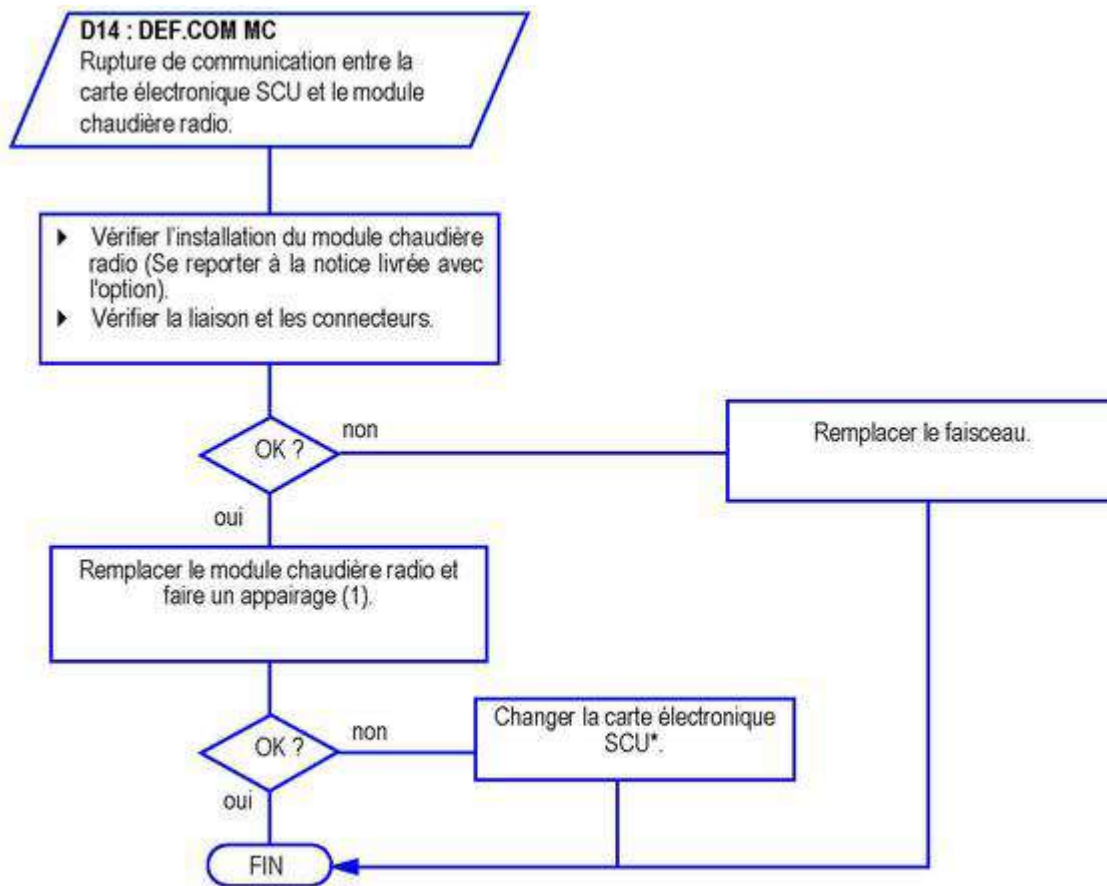 D14 : DEF.COM MC
Rupture de communication entre la
carte électronique SCU et le module
chaudière radio.
Vérifier l'installation du module chaudière
radio (Se reporter à la notice livrée avec
l'option).
Vérifier la liaison et les connecteurs.
OK ?
non
Remplacer le faisceau.
oui
Remplacer le module chaudière radio et
faire un appairage (1).
OK ?
non
Changer la carte électronique
SCU*.
oui
FIN